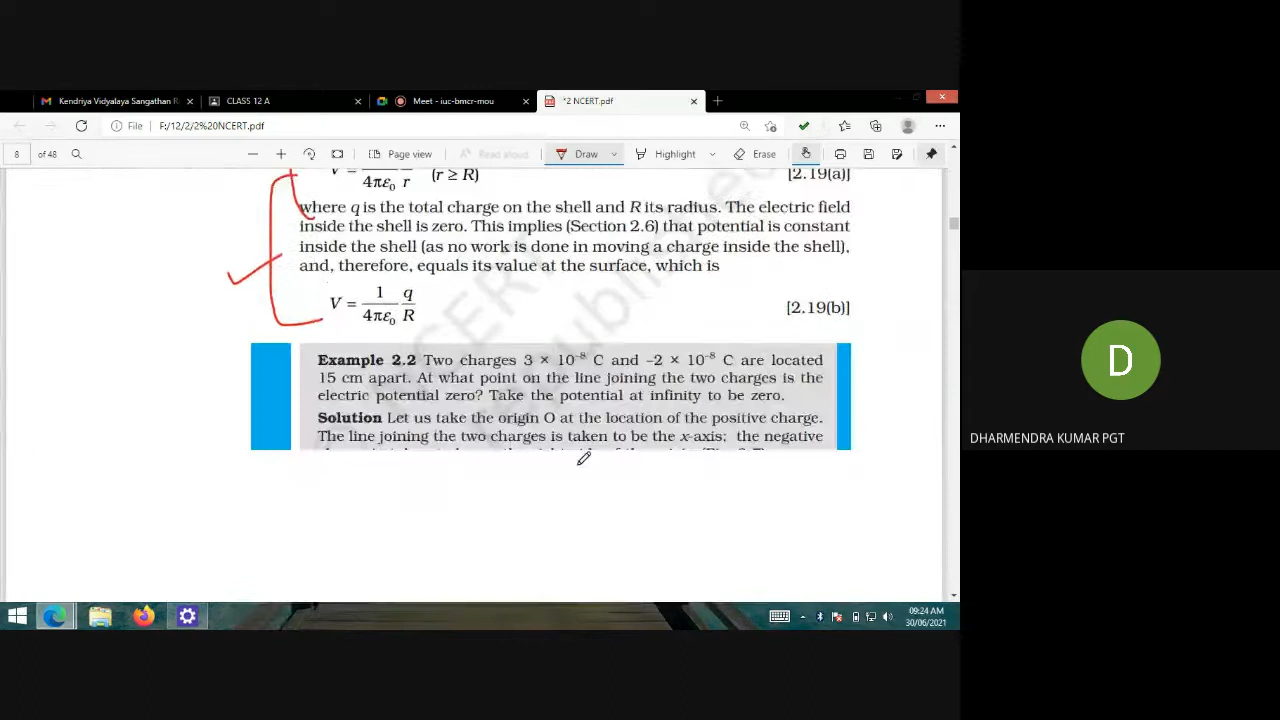 Kendriya Vidyalaya Sangathan R
CLASS 12 A
Meet - iuc-bmcr-mou
*2 NCERT.pdf
File F:/12/2/2%20NCERT.pdf
8 of 48
Page view
Read aloud
Draw
Highlight
Erase
4πε0 r (r ≥ R) [2.19(a)]
where q is the total charge on the shell and R its radius. The electric field
inside the shell is zero. This implies (Section 2.6) that potential is constant
inside the shell (as no work is done in moving a charge inside the shell),
and, therefore, equals its value at the surface, which is
V = 1/4πε0 q/R [2.19(b)]
Example 2.2 Two charges 3 × 10⁻⁸ C and –2 × 10⁻⁸ C are located
15 cm apart. At what point on the line joining the two charges is the
electric potential zero? Take the potential at infinity to be zero.
Solution Let us take the origin O at the location of the positive charge.
The line joining the two charges is taken to be the x-axis; the negative
D
DHARMENDRA KUMAR PGT
09:24 AM
30/06/2021